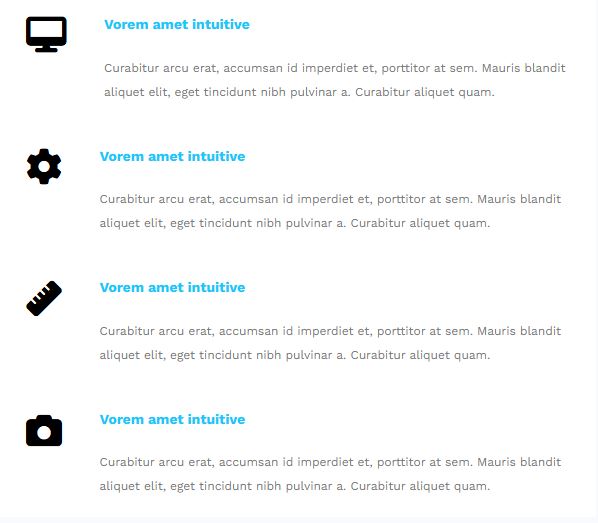 Vorem amet intuitive
Curabitur arcu erat, accumsan id imperdiet et, porttitor at sem. Mauris blandit
aliquet elit, eget tincidunt nibh pulvinar a. Curabitur aliquet quam.
Vorem amet intuitive
Curabitur arcu erat, accumsan id imperdiet et, porttitor at sem. Mauris blandit
aliquet elit, eget tincidunt nibh pulvinar a. Curabitur aliquet quam.
Vorem amet intuitive
Curabitur arcu erat, accumsan id imperdiet et, porttitor at sem. Mauris blandit
aliquet elit, eget tincidunt nibh pulvinar a. Curabitur aliquet quam.
Vorem amet intuitive
Curabitur arcu erat, accumsan id imperdiet et, porttitor at sem. Mauris blandit
aliquet elit, eget tincidunt nibh pulvinar a. Curabitur aliquet quam.